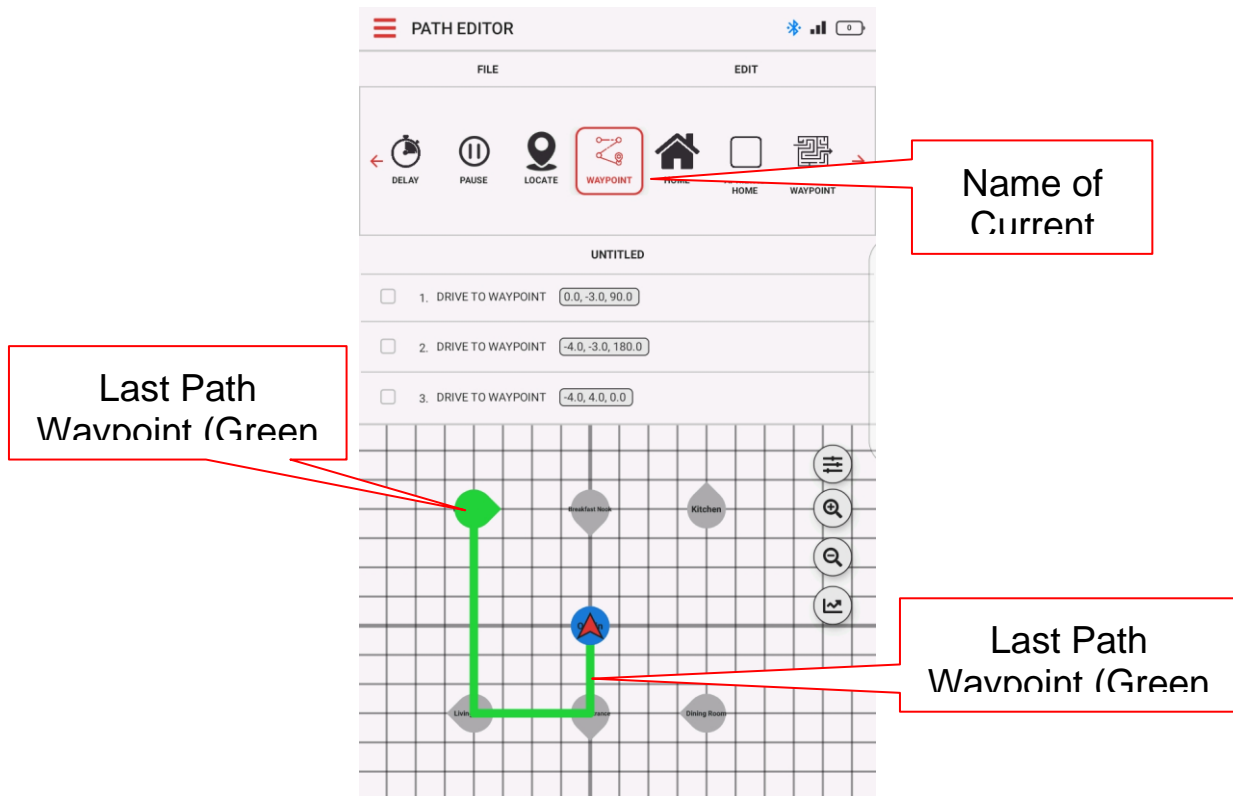 PATH EDITOR
0
FILE EDIT
DELAY PAUSE LOCATE WAYPOINT HOME HOME WAYPOINT
Name of
Current
UNTITLED
1. DRIVE TO WAYPOINT 0.0, -3.0, 90.0
2. DRIVE TO WAYPOINT -4.0, -3.0, 180.0
3. DRIVE TO WAYPOINT -4.0, 4.0, 0.0
Last Path
Waypoint (Green
Breakfast Nook
Kitchen
Last Path
Waypoint (Green
Living
Dining Room